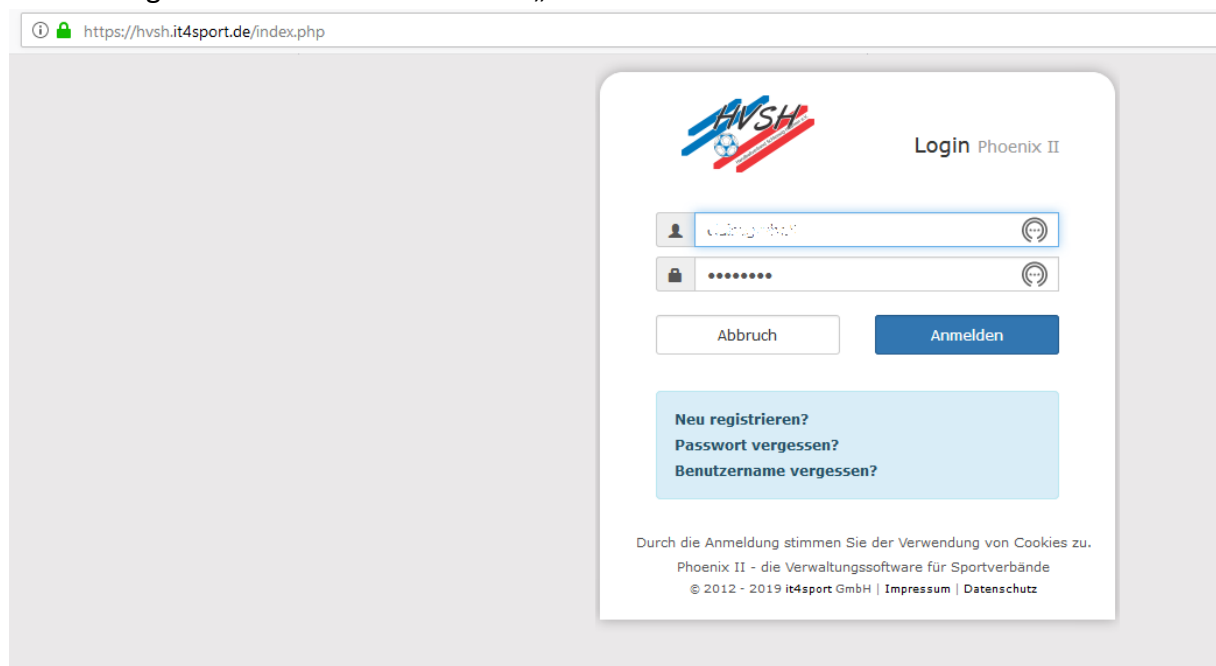 „
https://hvsh.it4sport.de/index.php
HVSH
Login Phoenix II
••••••••
Abbruch
Anmelden
Neu registrieren?
Passwort vergessen?
Benutzername vergessen?
Durch die Anmeldung stimmen Sie der Verwendung von Cookies zu.
Phoenix II - die Verwaltungssoftware für Sportverbände
© 2012 - 2019 it4sport GmbH | Impressum | Datenschutz